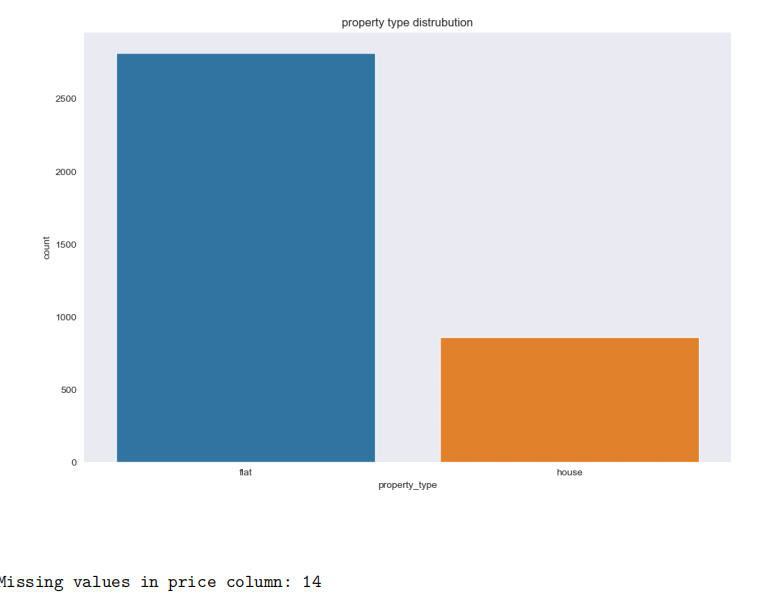 property type distrubution
2500
2000
1500
1000
500
0
count
flat
house
property_type
Missing values in price column: 14